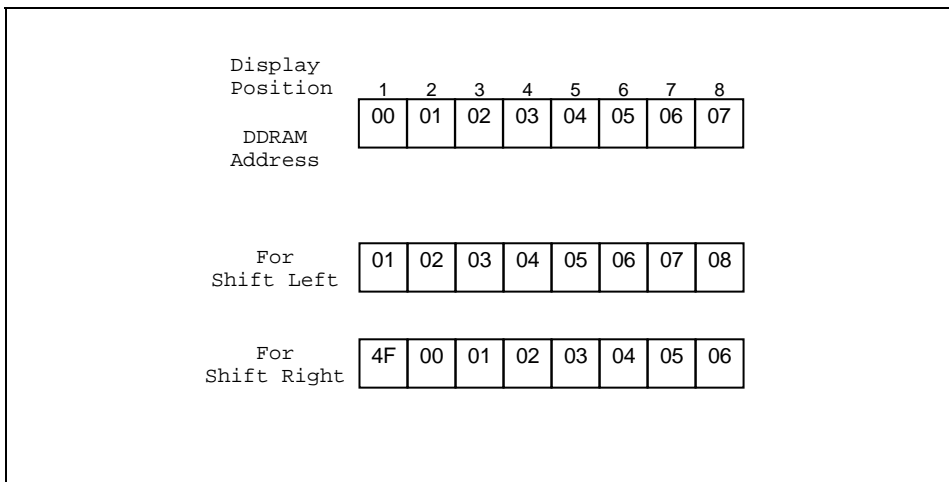 Display
Position 1 2 3 4 5 6 7 8
00 01 02 03 04 05 06 07
DDRAM
Address
For
Shift Left 01 02 03 04 05 06 07 08
For
Shift Right 4F 00 01 02 03 04 05 06